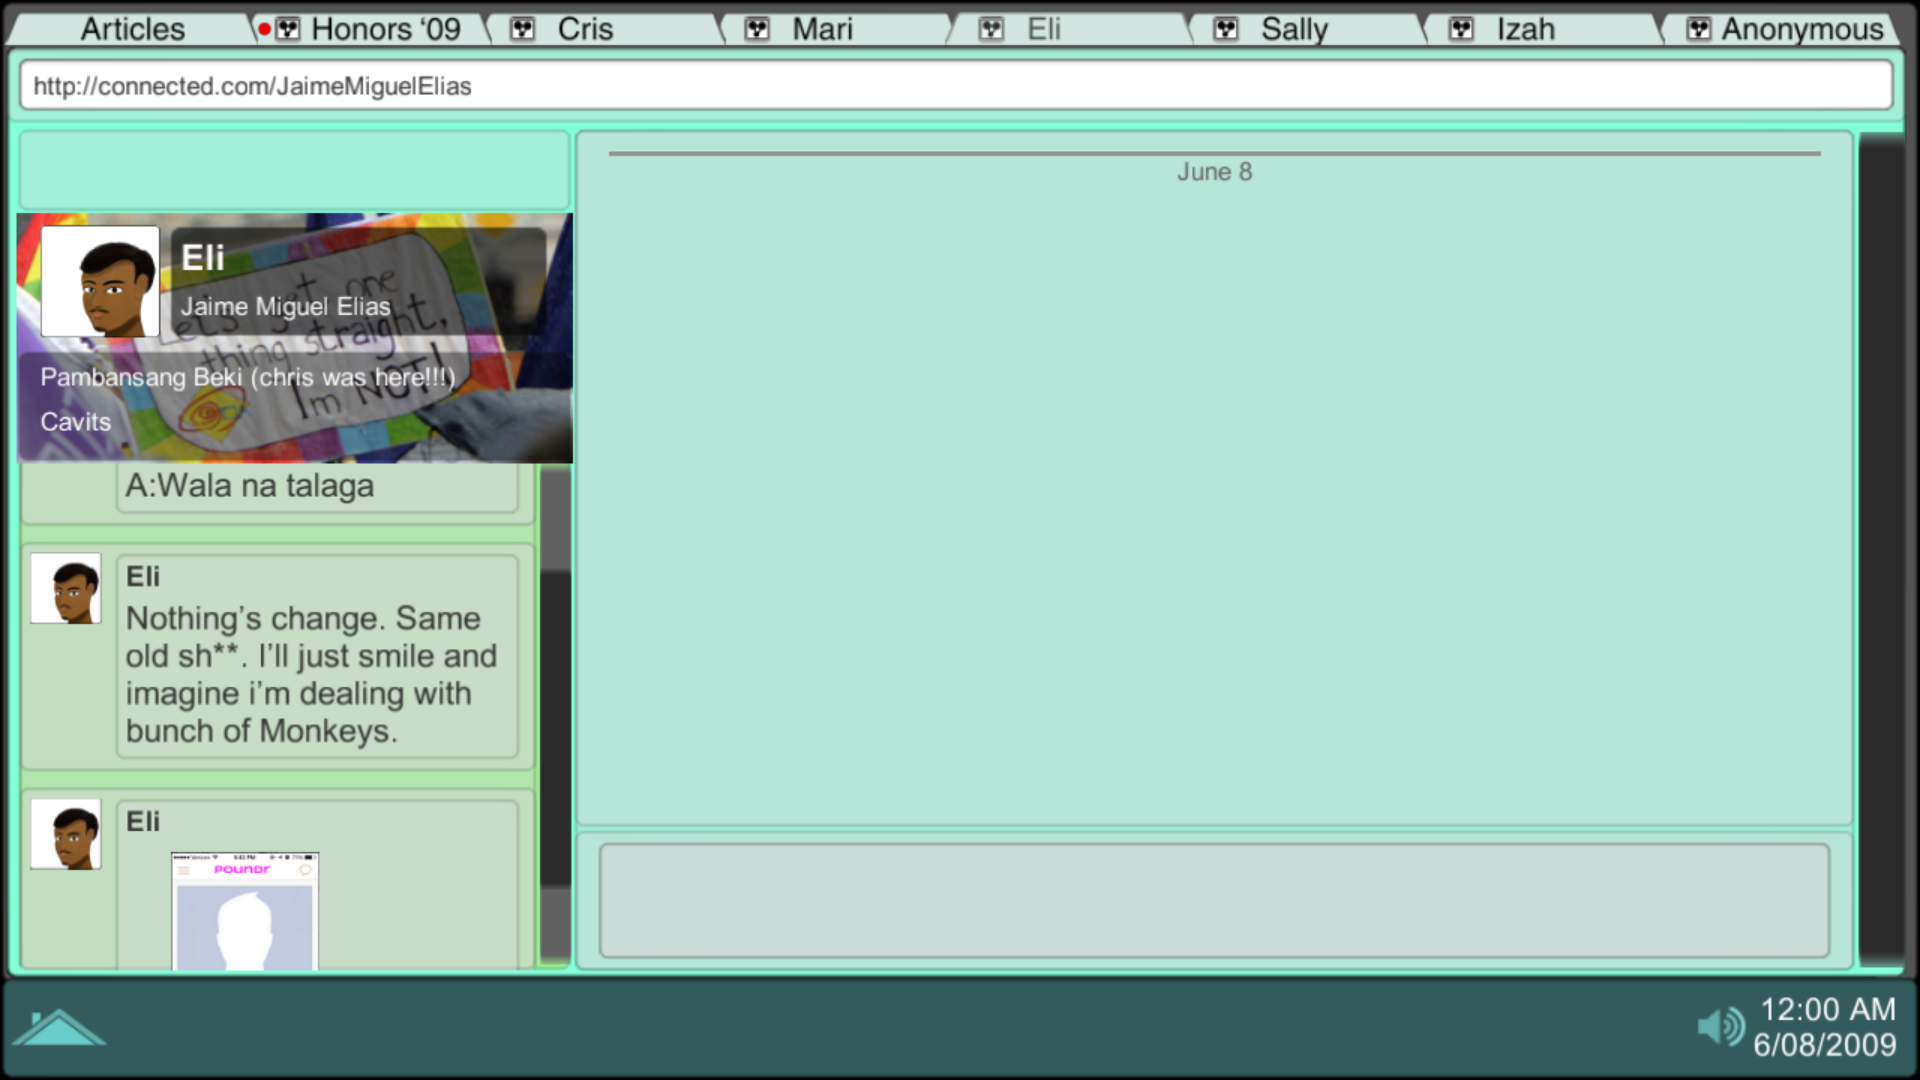 Articles
Honors ‘09
Cris
Mari
Eli
Sally
Izah
Anonymous
http://connected.com/JaimeMiguelElias
June 8
Eli
Jaime Miguel Elias
Let's get one
thing straight,
I'm NOT!
Pambansang Beki (chris was here!!!)
Cavits
A:Wala na talaga
Eli
Nothing’s change. Same
old sh**. I’ll just smile and
imagine i’m dealing with
bunch of Monkeys.
Eli
POUNDr
12:00 AM
6/08/2009